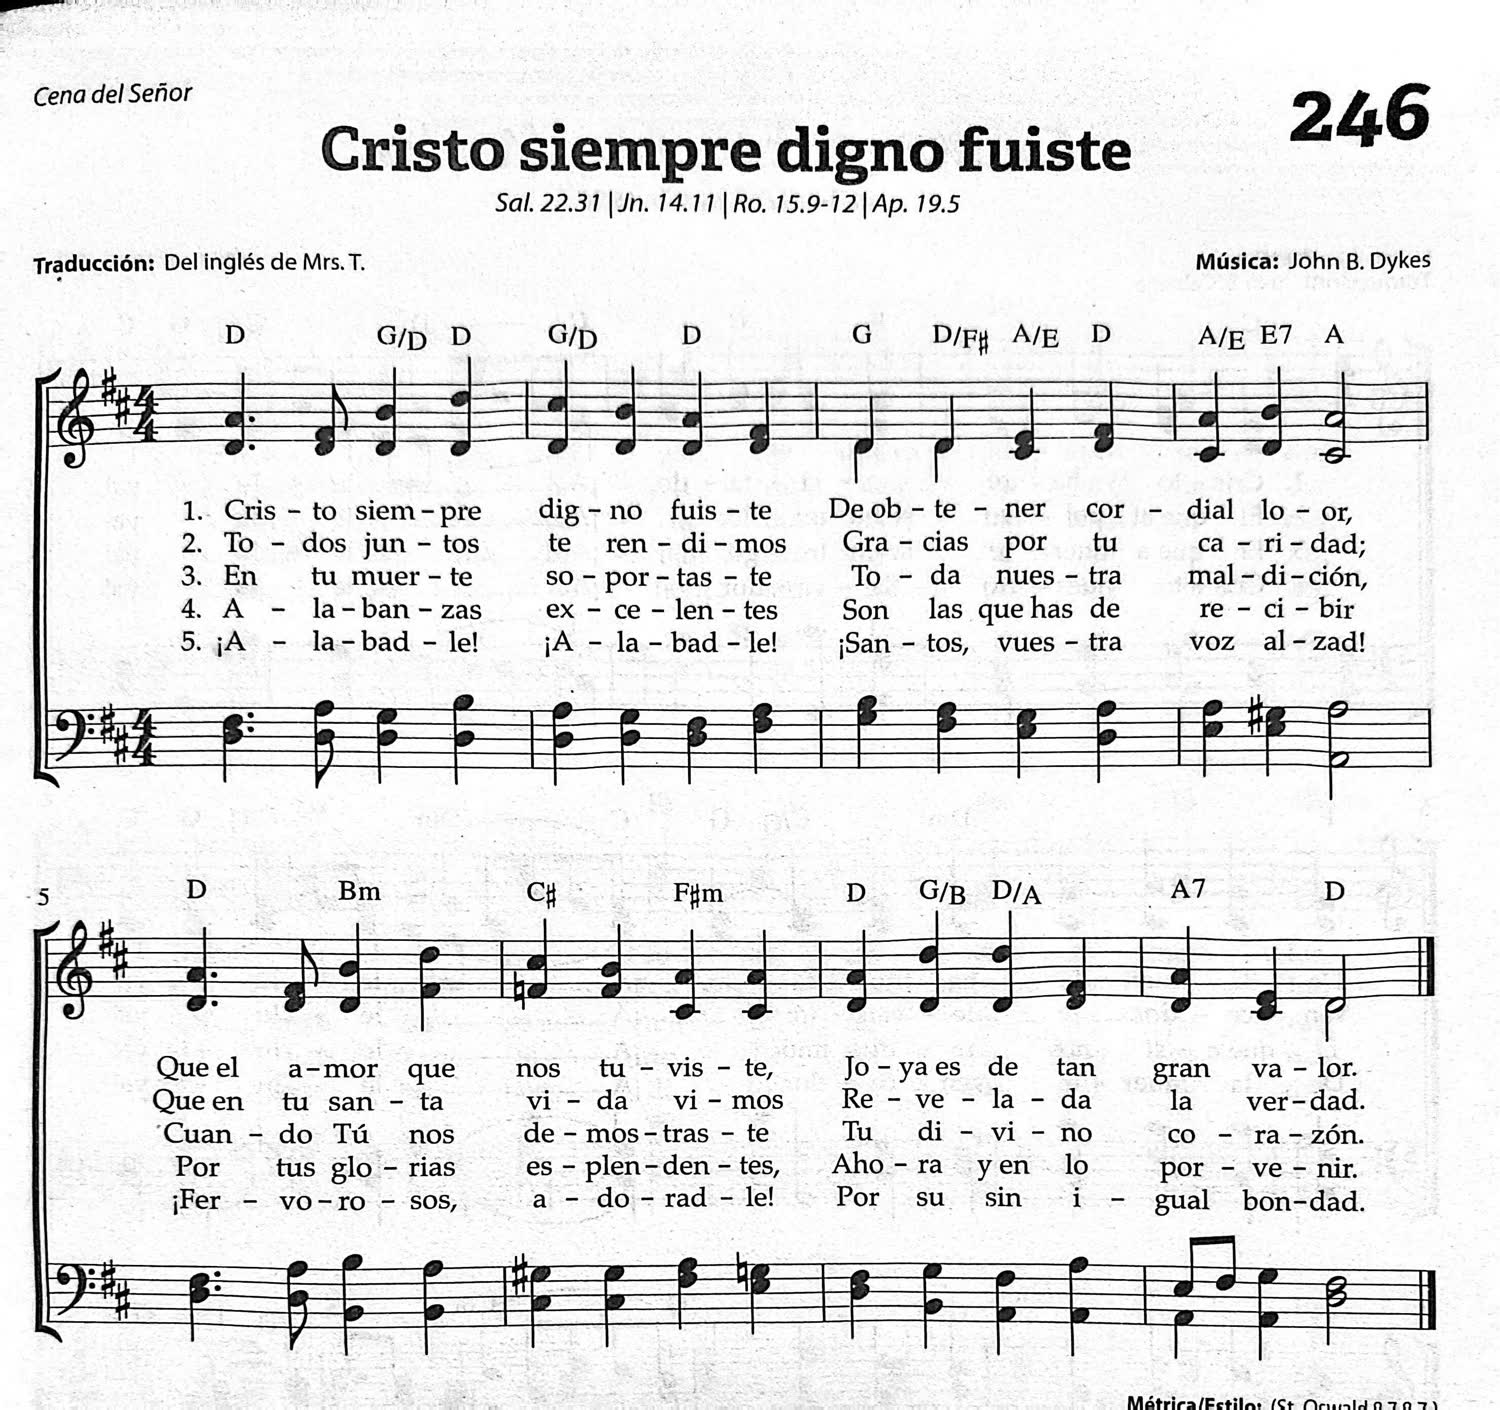 Cena del Señor
246
Cristo siempre digno fuiste
Sal. 22.31 | Jn. 14.11 | Ro. 15.9-12 | Ap. 19.5
Traducción: Del inglés de Mrs. T. Música: John B. Dykes
D G/D D G/D D G D/F♯ A/E D A/E E7 A
1. Cris – to siem – pre dig – no fuis – te De ob – te – ner cor – dial lo – or,
2. To – dos jun – tos te ren – di – mos Gra – cias por tu ca – ri – dad;
3. En tu muer – te so – por – tas – te To – da nues – tra mal – di – ción,
4. A – la – ban – zas ex – ce – len – tes Son las que has de re – ci – bir
5. ¡A – la – bad – le! ¡A – la – bad – le! ¡San – tos, vues – tra voz al – zad!
5 D Bm C♯ F♯m D G/B D/A A7 D
Que el a – mor que nos tu – vis – te, Jo – ya es de tan gran va – lor.
Que en tu san – ta vi – da vi – mos Re – ve – la – da la ver – dad.
Cuan – do Tú nos de – mos – tras – te Tu di – vi – no co – ra – zón.
Por tus glo – rias es – plen – den – tes, Aho – ra y en lo por – ve – nir.
¡Fer – vo – ro – sos, a – do – rad – le! Por su sin i – gual bon – dad.
Métrica/Estilo: (St. Oswald 8.7.8.7.)